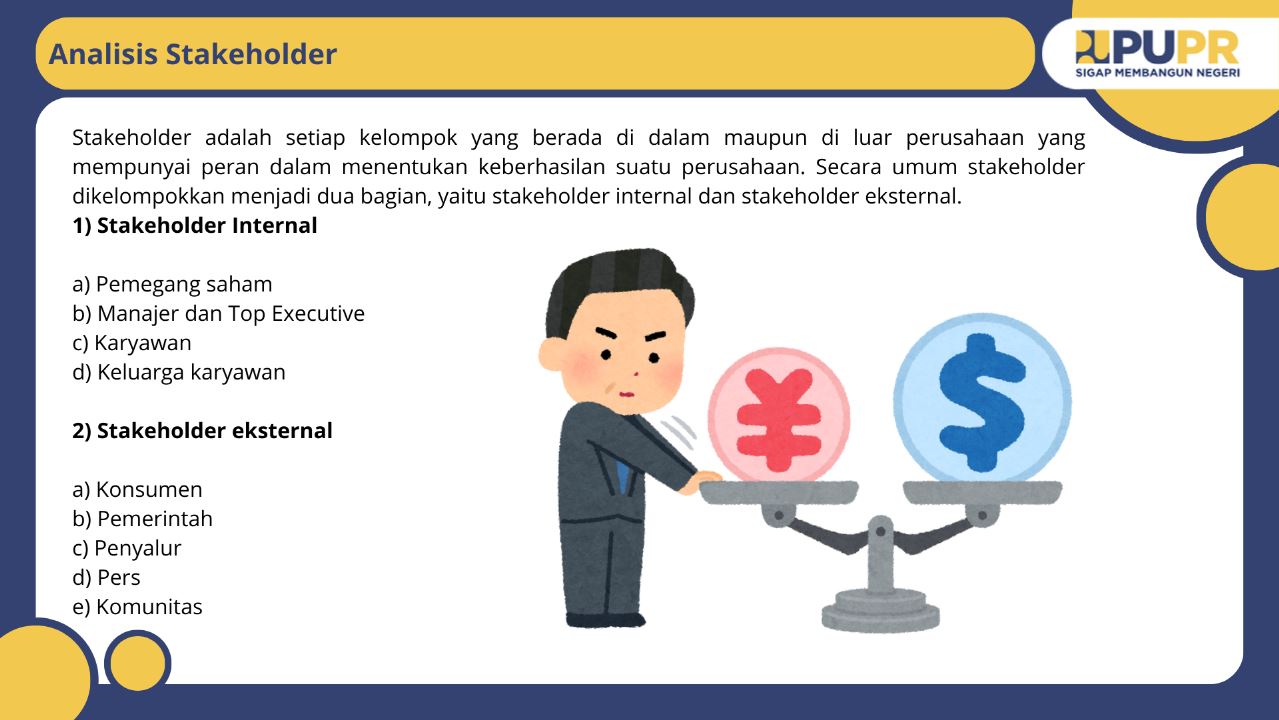 Analisis Stakeholder
PUPR
SIGAP MEMBANGUN NEGERI
Stakeholder adalah setiap kelompok yang berada di dalam maupun di luar perusahaan yang
mempunyai peran dalam menentukan keberhasilan suatu perusahaan. Secara umum stakeholder
dikelompokkan menjadi dua bagian, yaitu stakeholder internal dan stakeholder eksternal.
1) Stakeholder Internal
a) Pemegang saham
b) Manajer dan Top Executive
c) Karyawan
d) Keluarga karyawan
2) Stakeholder eksternal
a) Konsumen
b) Pemerintah
c) Penyalur
d) Pers
e) Komunitas
¥ $